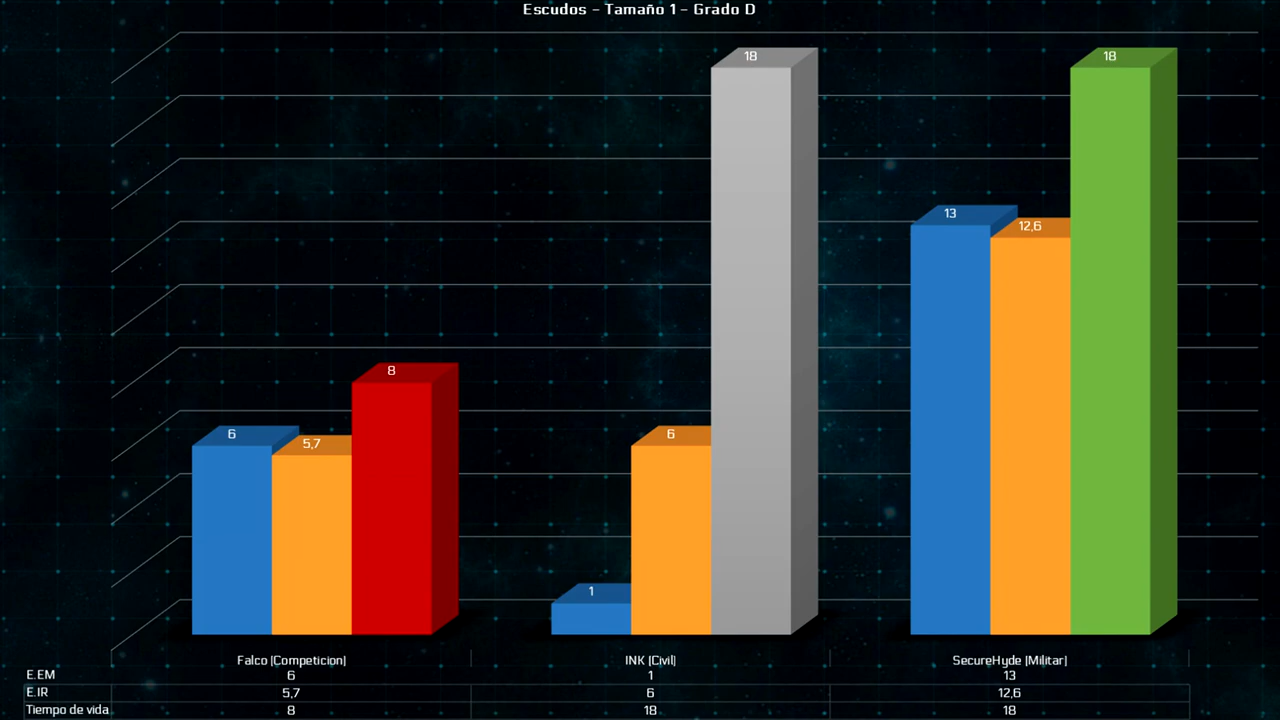 Escudos - Tamaño 1 - Grado D
18
18
13
12,6
8
6
5,7
6
1
Falco |Competicion| INK |Civil| SecureHyde |Militar|
E.EM 6 1 13
E.IR 5,7 6 12,6
Tiempo de vida 8 18 18